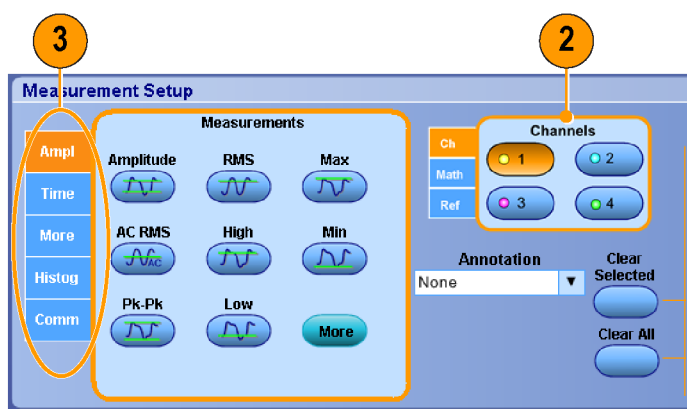 3
2
Measurement Setup
Ampl
Time
More
Histog
Comm
Measurements
Amplitude RMS Max
AC RMS High Min
AC
Pk-Pk Low
More
Ch
Math
Ref
Channels
1 2
3 4
Annotation
None
Clear
Selected
Clear All